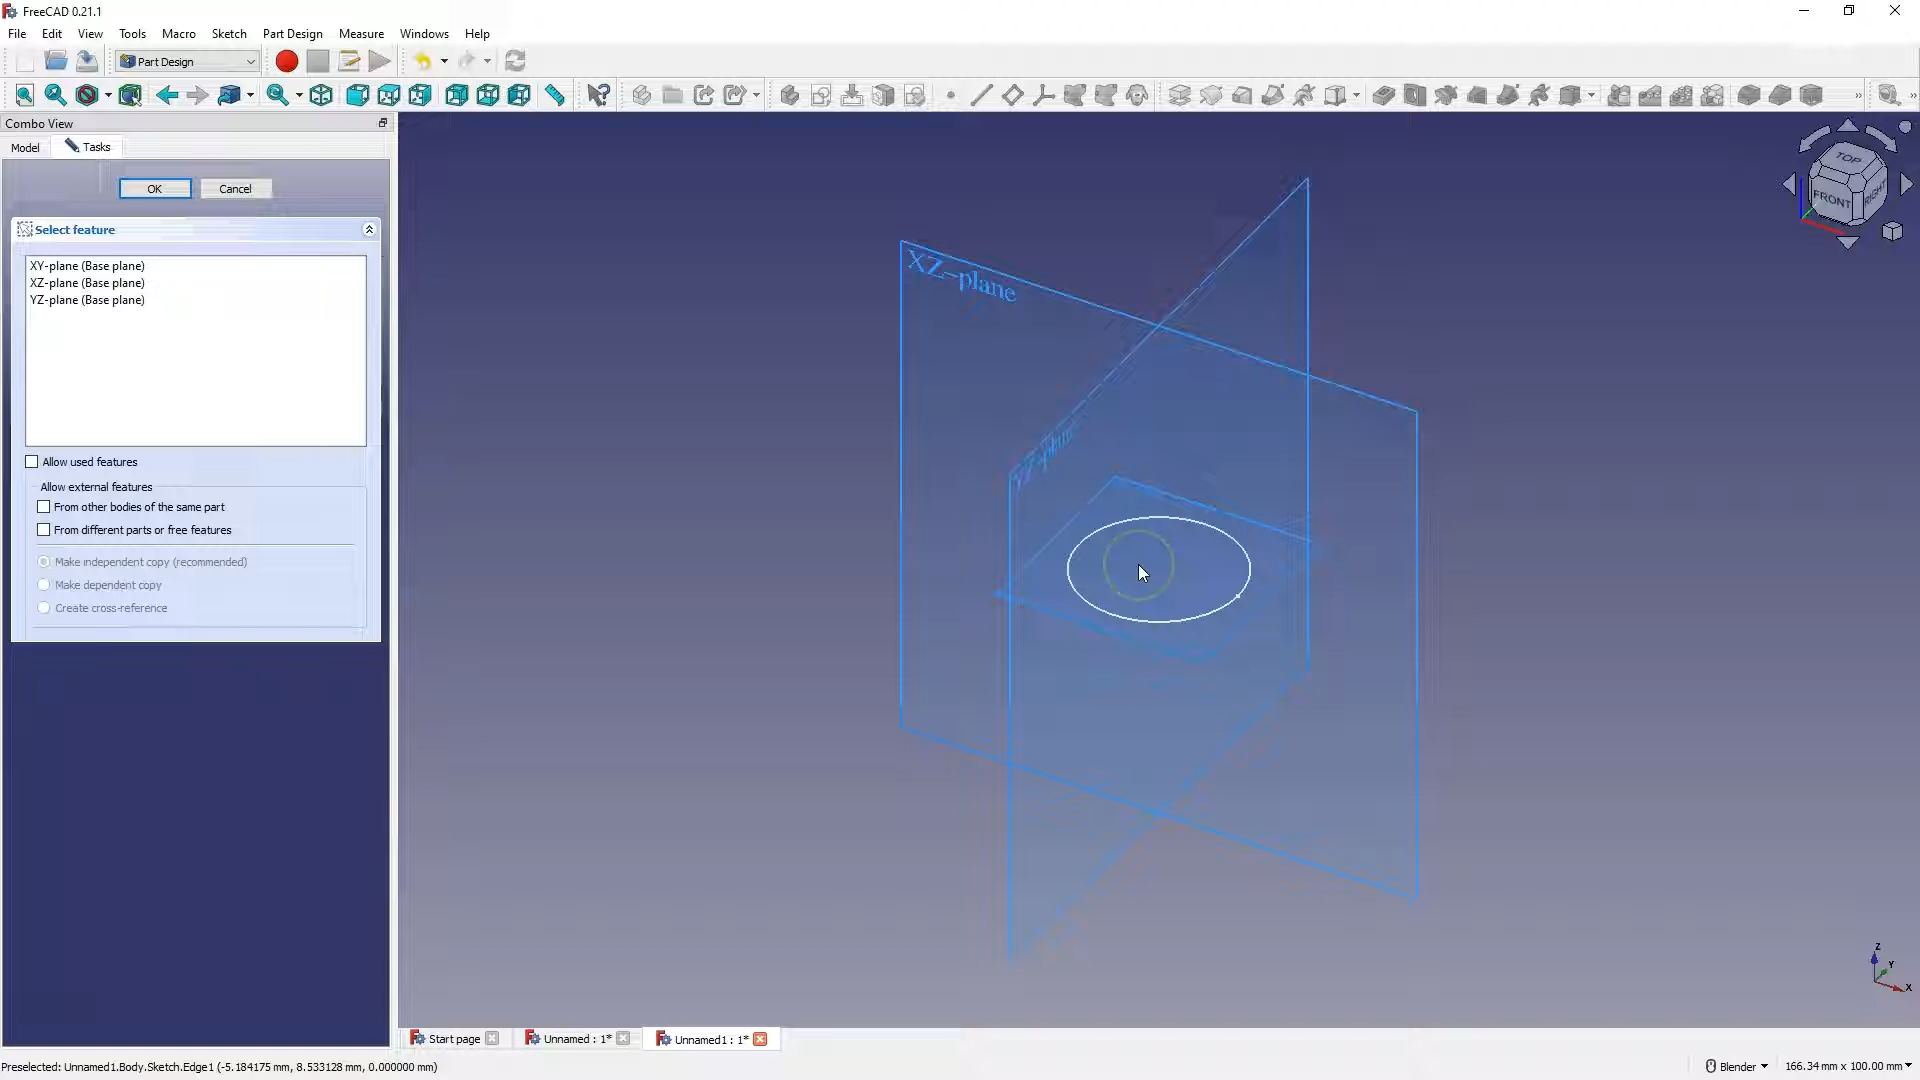 FreeCAD 0.21.1
File Edit View Tools Macro Sketch Part Design Measure Windows Help
Part Design
Combo View
Model Tasks
OK Cancel
Select feature
XY-plane (Base plane)
XZ-plane (Base plane)
YZ-plane (Base plane)
Allow used features
Allow external features
From other bodies of the same part
From different parts or free features
Make independent copy (recommended)
Make dependent copy
Create cross-reference
XZ-plane
YZ-plane
TOP
FRONT RIGHT
Z
Y
X
Start page Unnamed : 1* Unnamed1 : 1*
Preselected: Unnamed1.Body.Sketch.Edge1 (-5.184175 mm, 8.533128 mm, 0.000000 mm)
Blender 166.34 mm x 100.00 mm